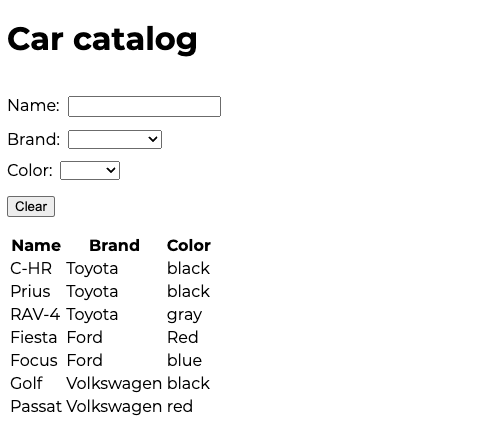 Car catalog
Name:
Brand:
Color:
Clear
Name Brand Color
C-HR Toyota black
Prius Toyota black
RAV-4 Toyota gray
Fiesta Ford Red
Focus Ford blue
Golf Volkswagen black
Passat Volkswagen red